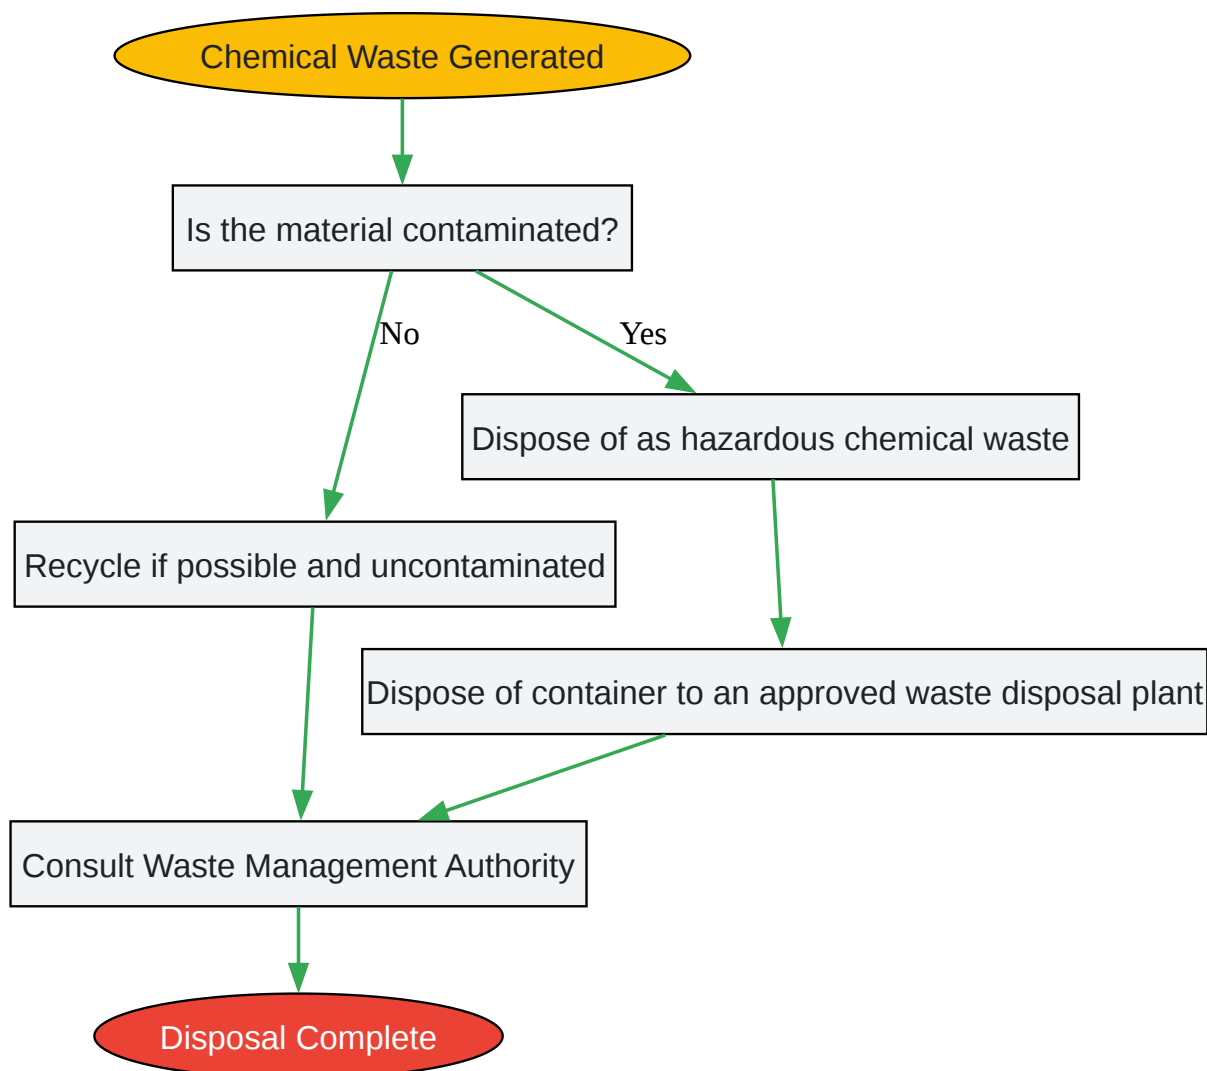 Chemical Waste Generated
Is the material contaminated?
No
Yes
Dispose of as hazardous chemical waste
Recycle if possible and uncontaminated
Dispose of container to an approved waste disposal plant
Consult Waste Management Authority
Disposal Complete